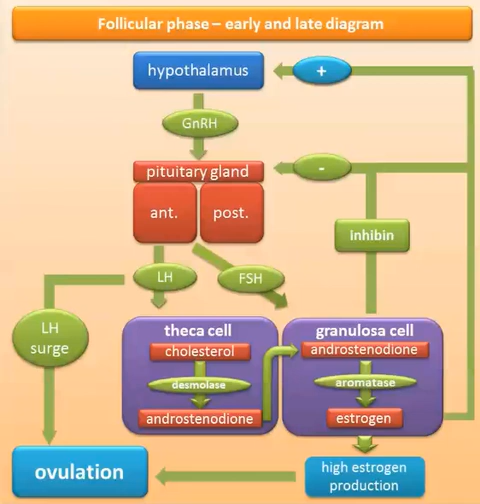 Follicular phase – early and late diagram
hypothalamus
+
GnRH
pituitary gland
-
ant.
post.
inhibin
LH
FSH
LH
surge
theca cell
cholesterol
desmolase
androstenodione
granulosa cell
androstenodione
aromatase
estrogen
ovulation
high estrogen
production